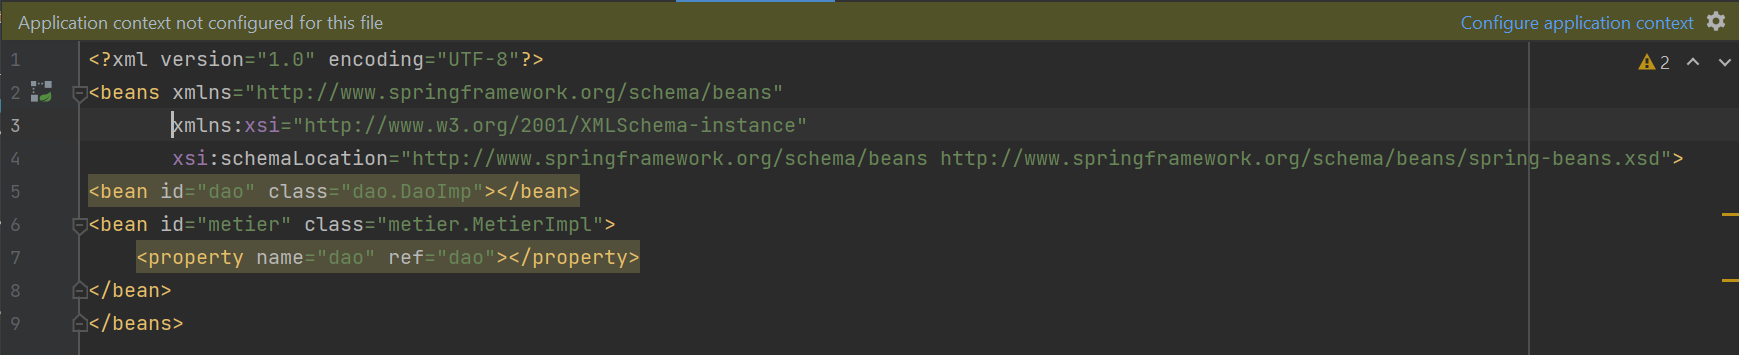 Application context not configured for this file
Configure application context
2
1 <?xml version="1.0" encoding="UTF-8"?>
2 <beans xmlns="http://www.springframework.org/schema/beans"
3 xmlns:xsi="http://www.w3.org/2001/XMLSchema-instance"
4 xsi:schemaLocation="http://www.springframework.org/schema/beans http://www.springframework.org/schema/beans/spring-beans.xsd">
5 <bean id="dao" class="dao.DaoImp"></bean>
6 <bean id="metier" class="metier.MetierImpl">
7 <property name="dao" ref="dao"></property>
8 </bean>
9 </beans>